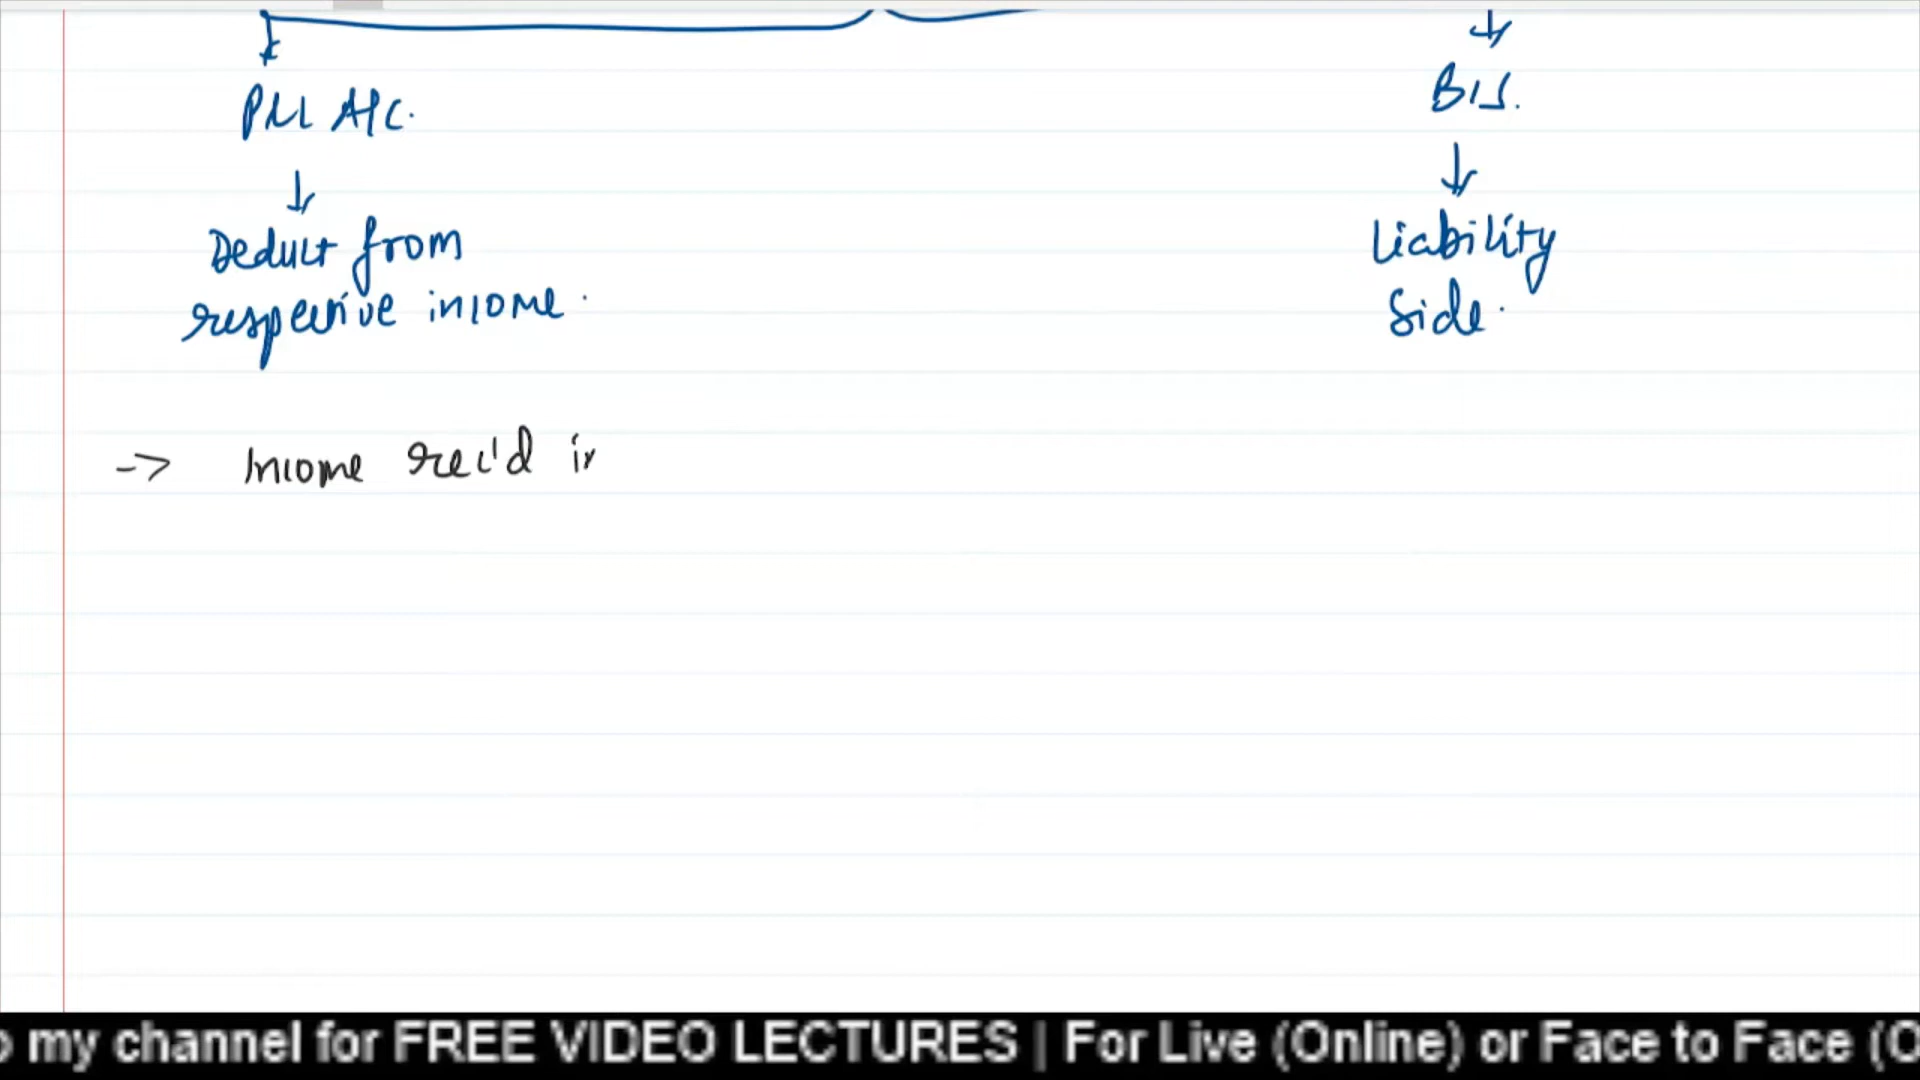 P&L A/c.
B/S.
Deduct from
respective income.
Liability
Side.
-> Income rec'd in
o my channel for FREE VIDEO LECTURES | For Live (Online) or Face to Face (O